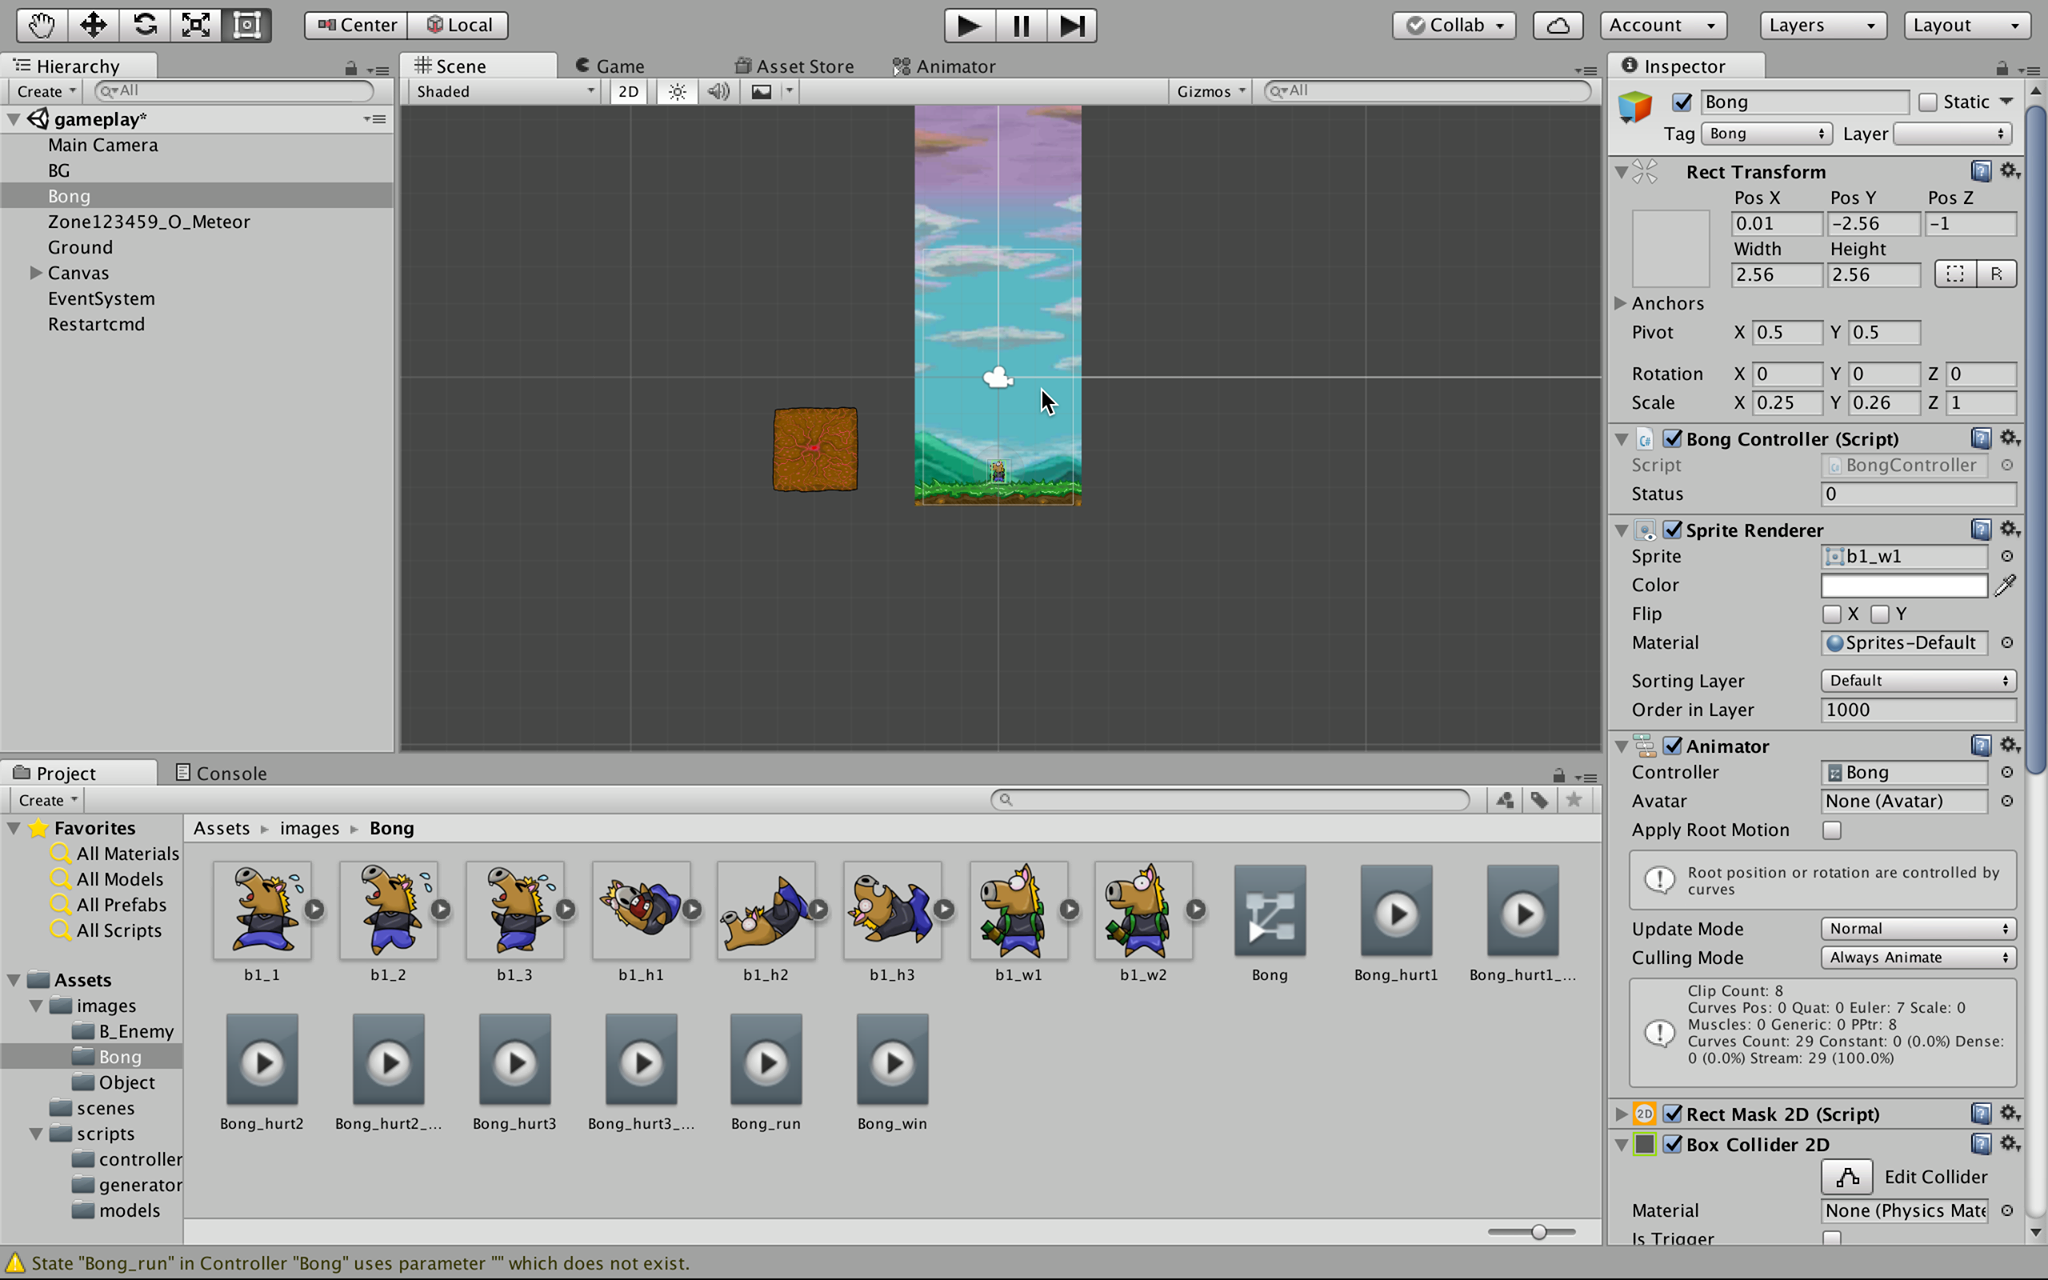 Center Local Collab Account Layers Layout
Hierarchy
Create All
gameplay*
Main Camera
BG
Bong
Zone123459_O_Meteor
Ground
Canvas
EventSystem
Restartcmd
Scene Game Asset Store Animator
Shaded 2D Gizmos All
Inspector
Bong Static
Tag Bong Layer
Rect Transform
Pos X Pos Y Pos Z
0.01 -2.56 -1
Width Height
2.56 2.56 R
Anchors
Pivot X 0.5 Y 0.5
Rotation X 0 Y 0 Z 0
Scale X 0.25 Y 0.26 Z 1
C# Bong Controller (Script)
Script BongController
Status 0
Sprite Renderer
Sprite b1_w1
Color
Flip X Y
Material Sprites-Default
Sorting Layer Default
Order in Layer 1000
Animator
Controller Bong
Avatar None (Avatar)
Apply Root Motion
Root position or rotation are controlled by
curves
Update Mode Normal
Culling Mode Always Animate
Clip Count: 8
Curves Pos: 0 Quat: 0 Euler: 7 Scale: 0
Muscles: 0 Generic: 0 PPtr: 8
Curves Count: 29 Constant: 0 (0.0%) Dense:
0 (0.0%) Stream: 29 (100.0%)
2D Rect Mask 2D (Script)
Box Collider 2D
Edit Collider
Material None (Physics Mate
Is Trigger
Project Console
Create
Favorites
All Materials
All Models
All Prefabs
All Scripts
Assets
images
B_Enemy
Bong
Object
scenes
scripts
controller
generator
models
Assets images Bong
b1_1 b1_2 b1_3 b1_h1 b1_h2 b1_h3 b1_w1 b1_w2 Bong Bong_hurt1 Bong_hurt1_...
Bong_hurt2 Bong_hurt2_... Bong_hurt3 Bong_hurt3_... Bong_run Bong_win
State "Bong_run" in Controller "Bong" uses parameter "" which does not exist.